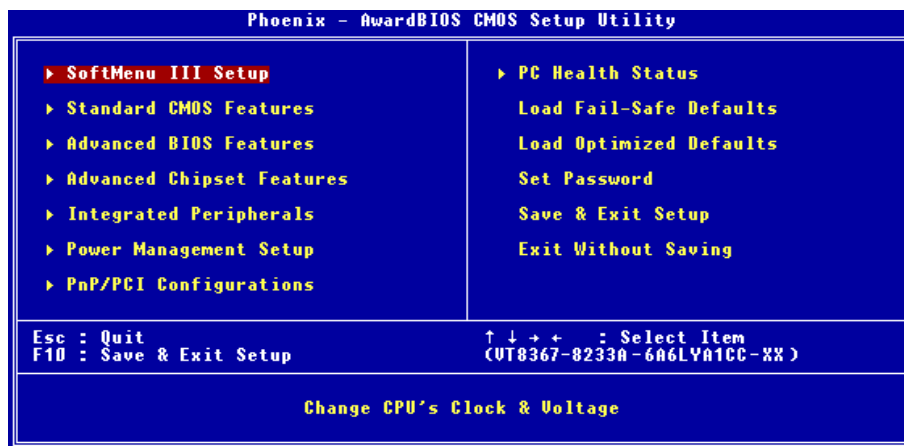 Phoenix - AwardBIOS CMOS Setup Utility
SoftMenu III Setup
Standard CMOS Features
Advanced BIOS Features
Advanced Chipset Features
Integrated Peripherals
Power Management Setup
PnP/PCI Configurations
PC Health Status
Load Fail-Safe Defaults
Load Optimized Defaults
Set Password
Save & Exit Setup
Exit Without Saving
Esc : Quit
F10 : Save & Exit Setup
↑ ↓ → ← : Select Item
(VT8367-8233A-6A6LYA1CC-XX)
Change CPU's Clock & Voltage